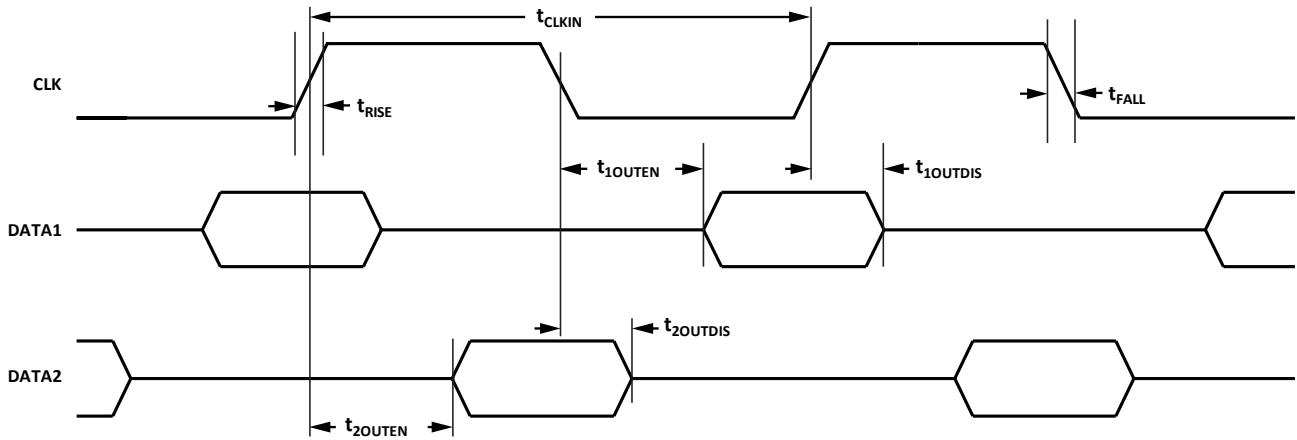 tCLKIN
CLK
tRISE
tFALL
t1OUTEN
t1OUTDIS
DATA1
t2OUTDIS
DATA2
t2OUTEN